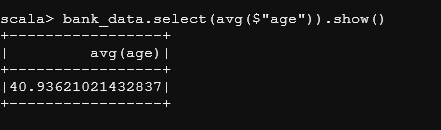 scala> bank_data.select(avg($"age")).show()
+-----------------+
|         avg(age)|
+-----------------+
|40.93621021432837|
+-----------------+